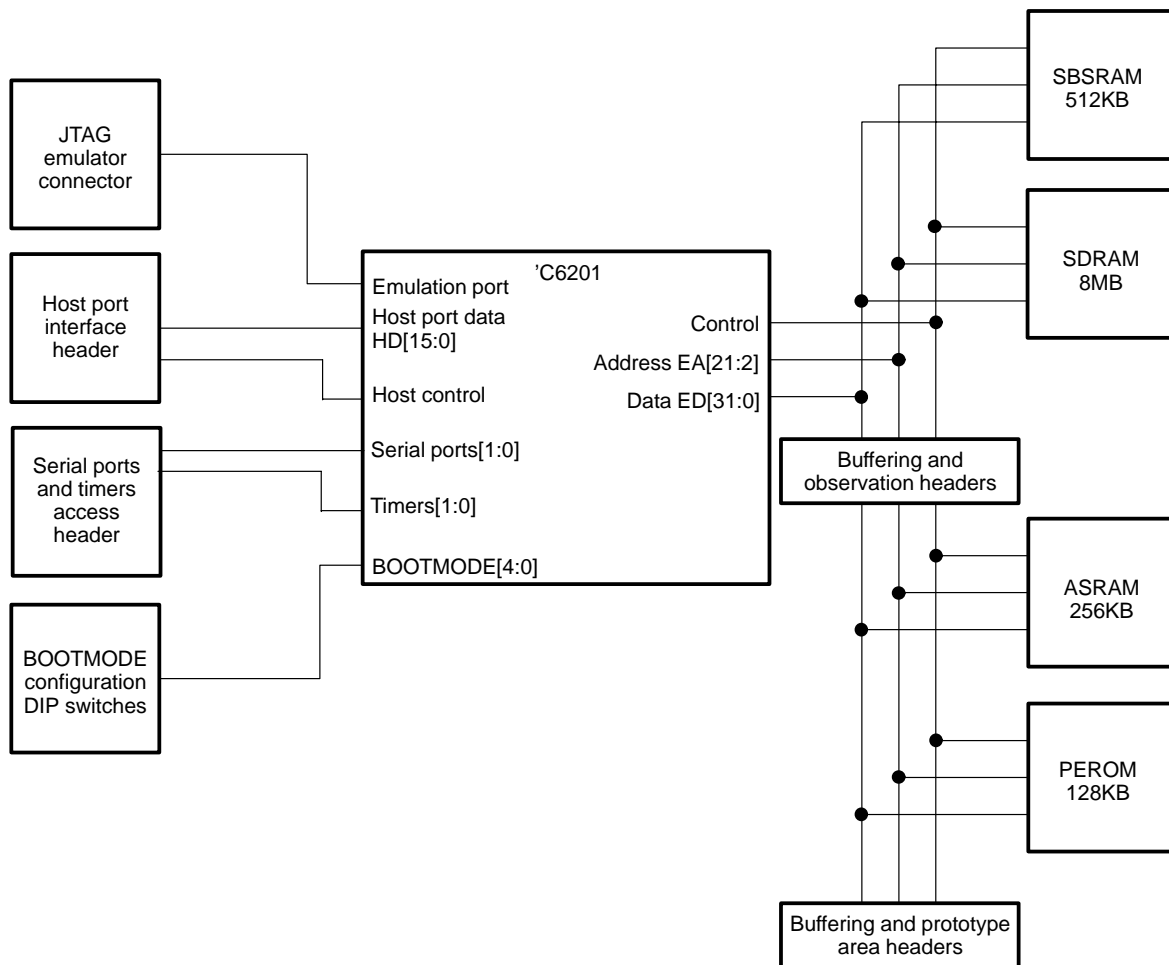 SBSRAM
512KB
JTAG
emulator
connector
SDRAM
8MB
Host port
interface
header
'C6201
Emulation port
Host port data
HD[15:0]
Host control
Serial ports[1:0]
Timers[1:0]
BOOTMODE[4:0]
Control
Address EA[21:2]
Data ED[31:0]
Serial ports
and timers
access
header
Buffering and
observation headers
ASRAM
256KB
BOOTMODE
configuration
DIP switches
PEROM
128KB
Buffering and prototype
area headers